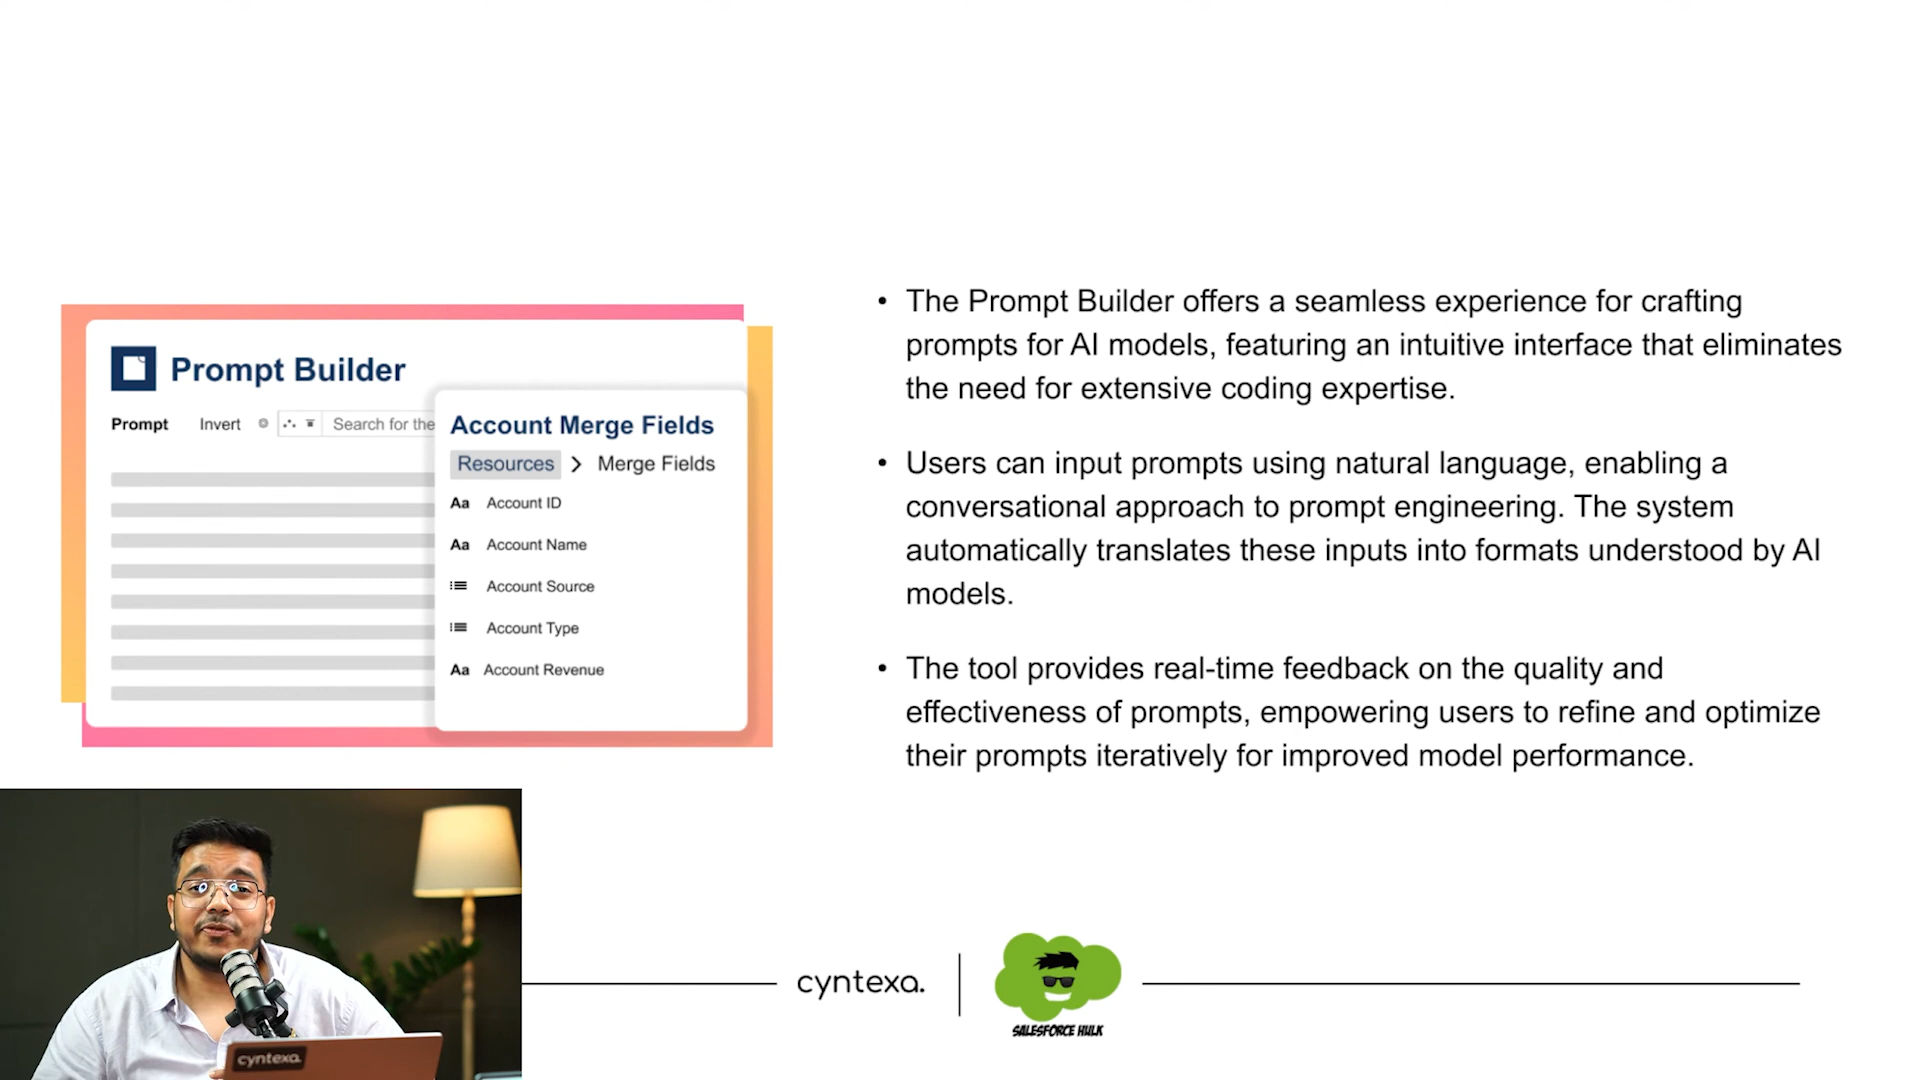 Prompt Builder
Prompt Invert Search for the
Account Merge Fields
Resources > Merge Fields
Aa Account ID
Aa Account Name
Account Source
Account Type
Aa Account Revenue
• The Prompt Builder offers a seamless experience for crafting
prompts for AI models, featuring an intuitive interface that eliminates
the need for extensive coding expertise.
• Users can input prompts using natural language, enabling a
conversational approach to prompt engineering. The system
automatically translates these inputs into formats understood by AI
models.
• The tool provides real-time feedback on the quality and
effectiveness of prompts, empowering users to refine and optimize
their prompts iteratively for improved model performance.
cyntexa.
cyntexa.
SALESFORCE HULK